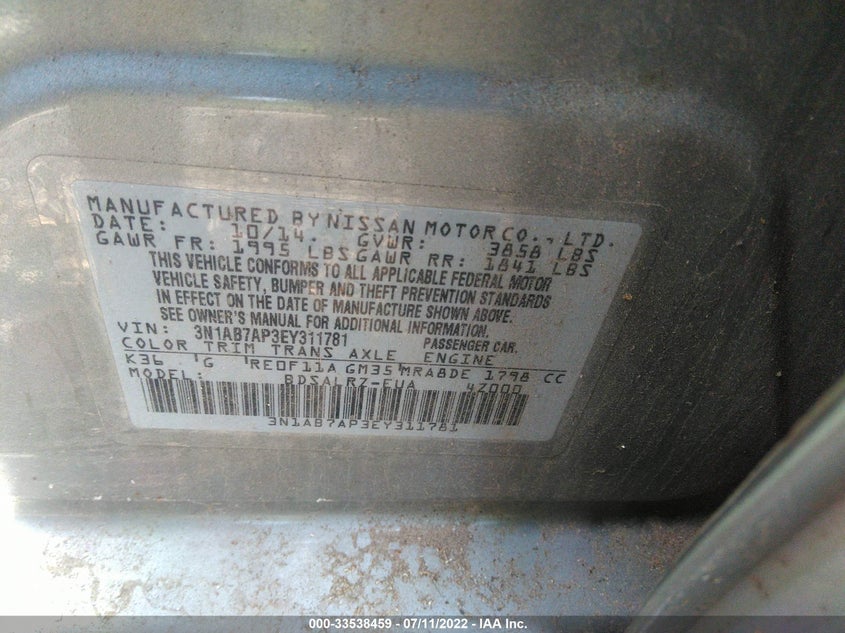 MANUFACTURED BY NISSAN MOTOR CO., LTD.
DATE: 10/14. GVWR: 3858 LBS
GAWR FR: 1995 LBS GAWR RR: 1841 LBS
THIS VEHICLE CONFORMS TO ALL APPLICABLE FEDERAL MOTOR
VEHICLE SAFETY, BUMPER AND THEFT PREVENTION STANDARDS
IN EFFECT ON THE DATE OF MANUFACTURE SHOWN ABOVE.
SEE OWNER'S MANUAL FOR ADDITIONAL INFORMATION.
VIN: 3N1AB7AP3EY311781 PASSENGER CAR.
COLOR TRIM TRANS AXLE ENGINE
K36 'G 'RE0F11A GM35 'MRA8DE 1798 CC
MODEL: BDSALRZ-EUA 4Z000
3N1AB7AP3EY311781
000-33538459 - 07/11/2022 - IAA Inc.